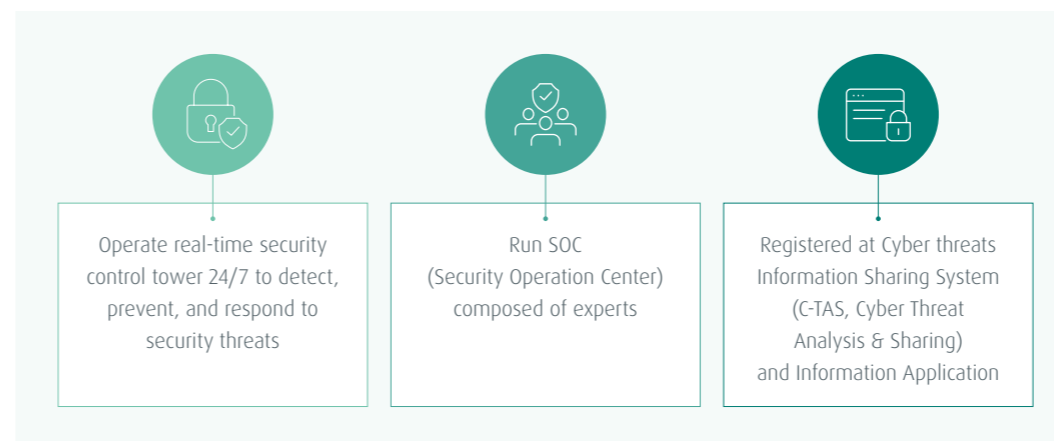 Operate real-time security
control tower 24/7 to detect,
prevent, and respond to
security threats
Run SOC
(Security Operation Center)
composed of experts
Registered at Cyber threats
Information Sharing System
(C-TAS, Cyber Threat
Analysis & Sharing)
and Information Application